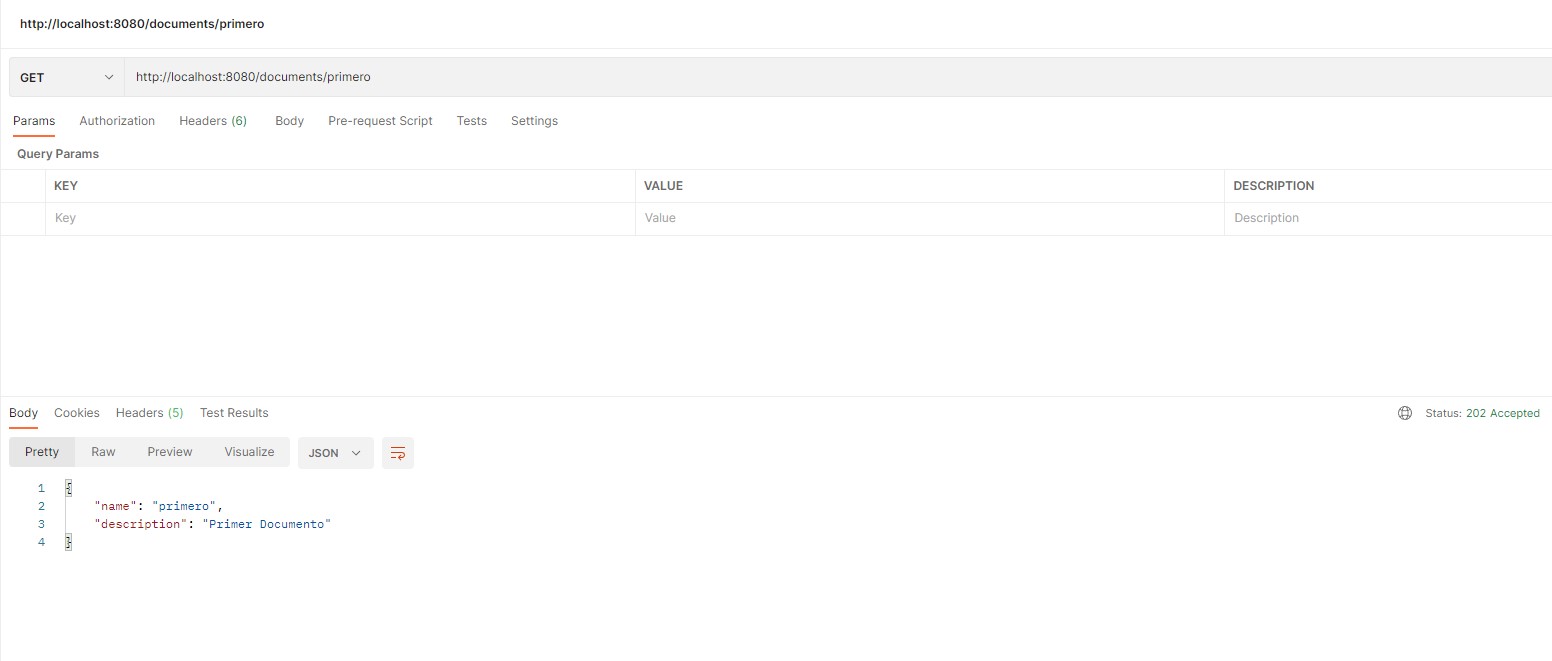 http://localhost:8080/documents/primero
GET http://localhost:8080/documents/primero
Params Authorization Headers (6) Body Pre-request Script Tests Settings
Query Params
KEY VALUE DESCRIPTION
Key Value Description
Body Cookies Headers (5) Test Results Status: 202 Accepted
Pretty Raw Preview Visualize JSON
1 {
2 "name": "primero",
3 "description": "Primer Documento"
4 }